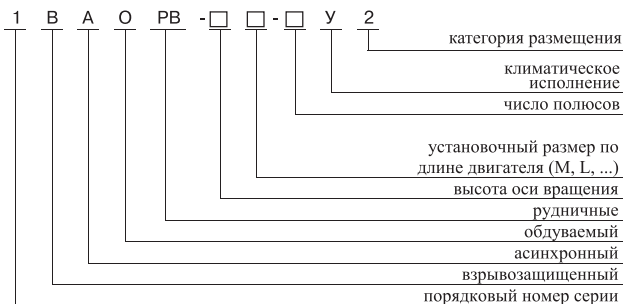 1 В А О РВ -□ □-□ У 2
категория размещения
климатическое
исполнение
число полюсов
установочный размер по
длине двигателя (M, L, ...)
высота оси вращения
рудничные
обдуваемый
асинхронный
взрывозащищенный
порядковый номер серии